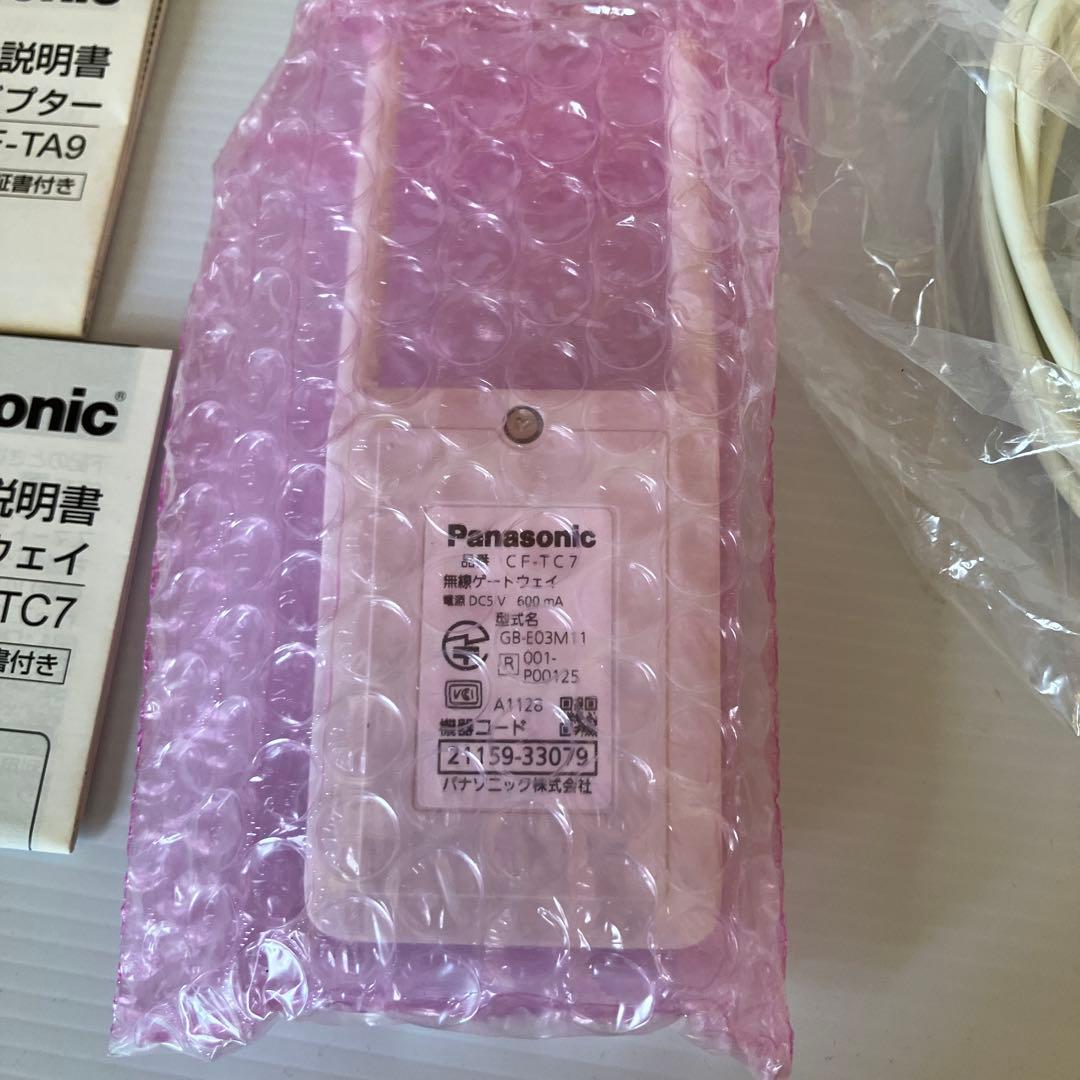 sonic
説明書
プター
F-TA9
証書付き
sonic®
説明書
ウェイ
TC7
書付き
Panasonic
品番 CF-TC7
無線ゲートウェイ
電源 DC5V 600mA
型式名
GB-E03M11
R 001-
P00125
VCI
A1128
機器コード
21159-33079
パナソニック株式会社